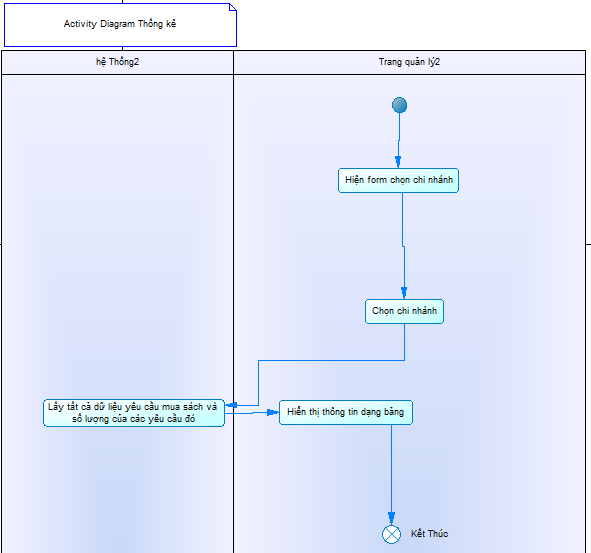 Activity Diagram Thống kê
hệ Thống2
Trang quản lý2
Hiện form chọn chi nhánh
Chọn chi nhánh
Lấy tất cả dữ liệu yêu cầu mua sách và
số lượng của các yêu cầu đó
Hiển thị thông tin dạng bảng
Kết Thúc